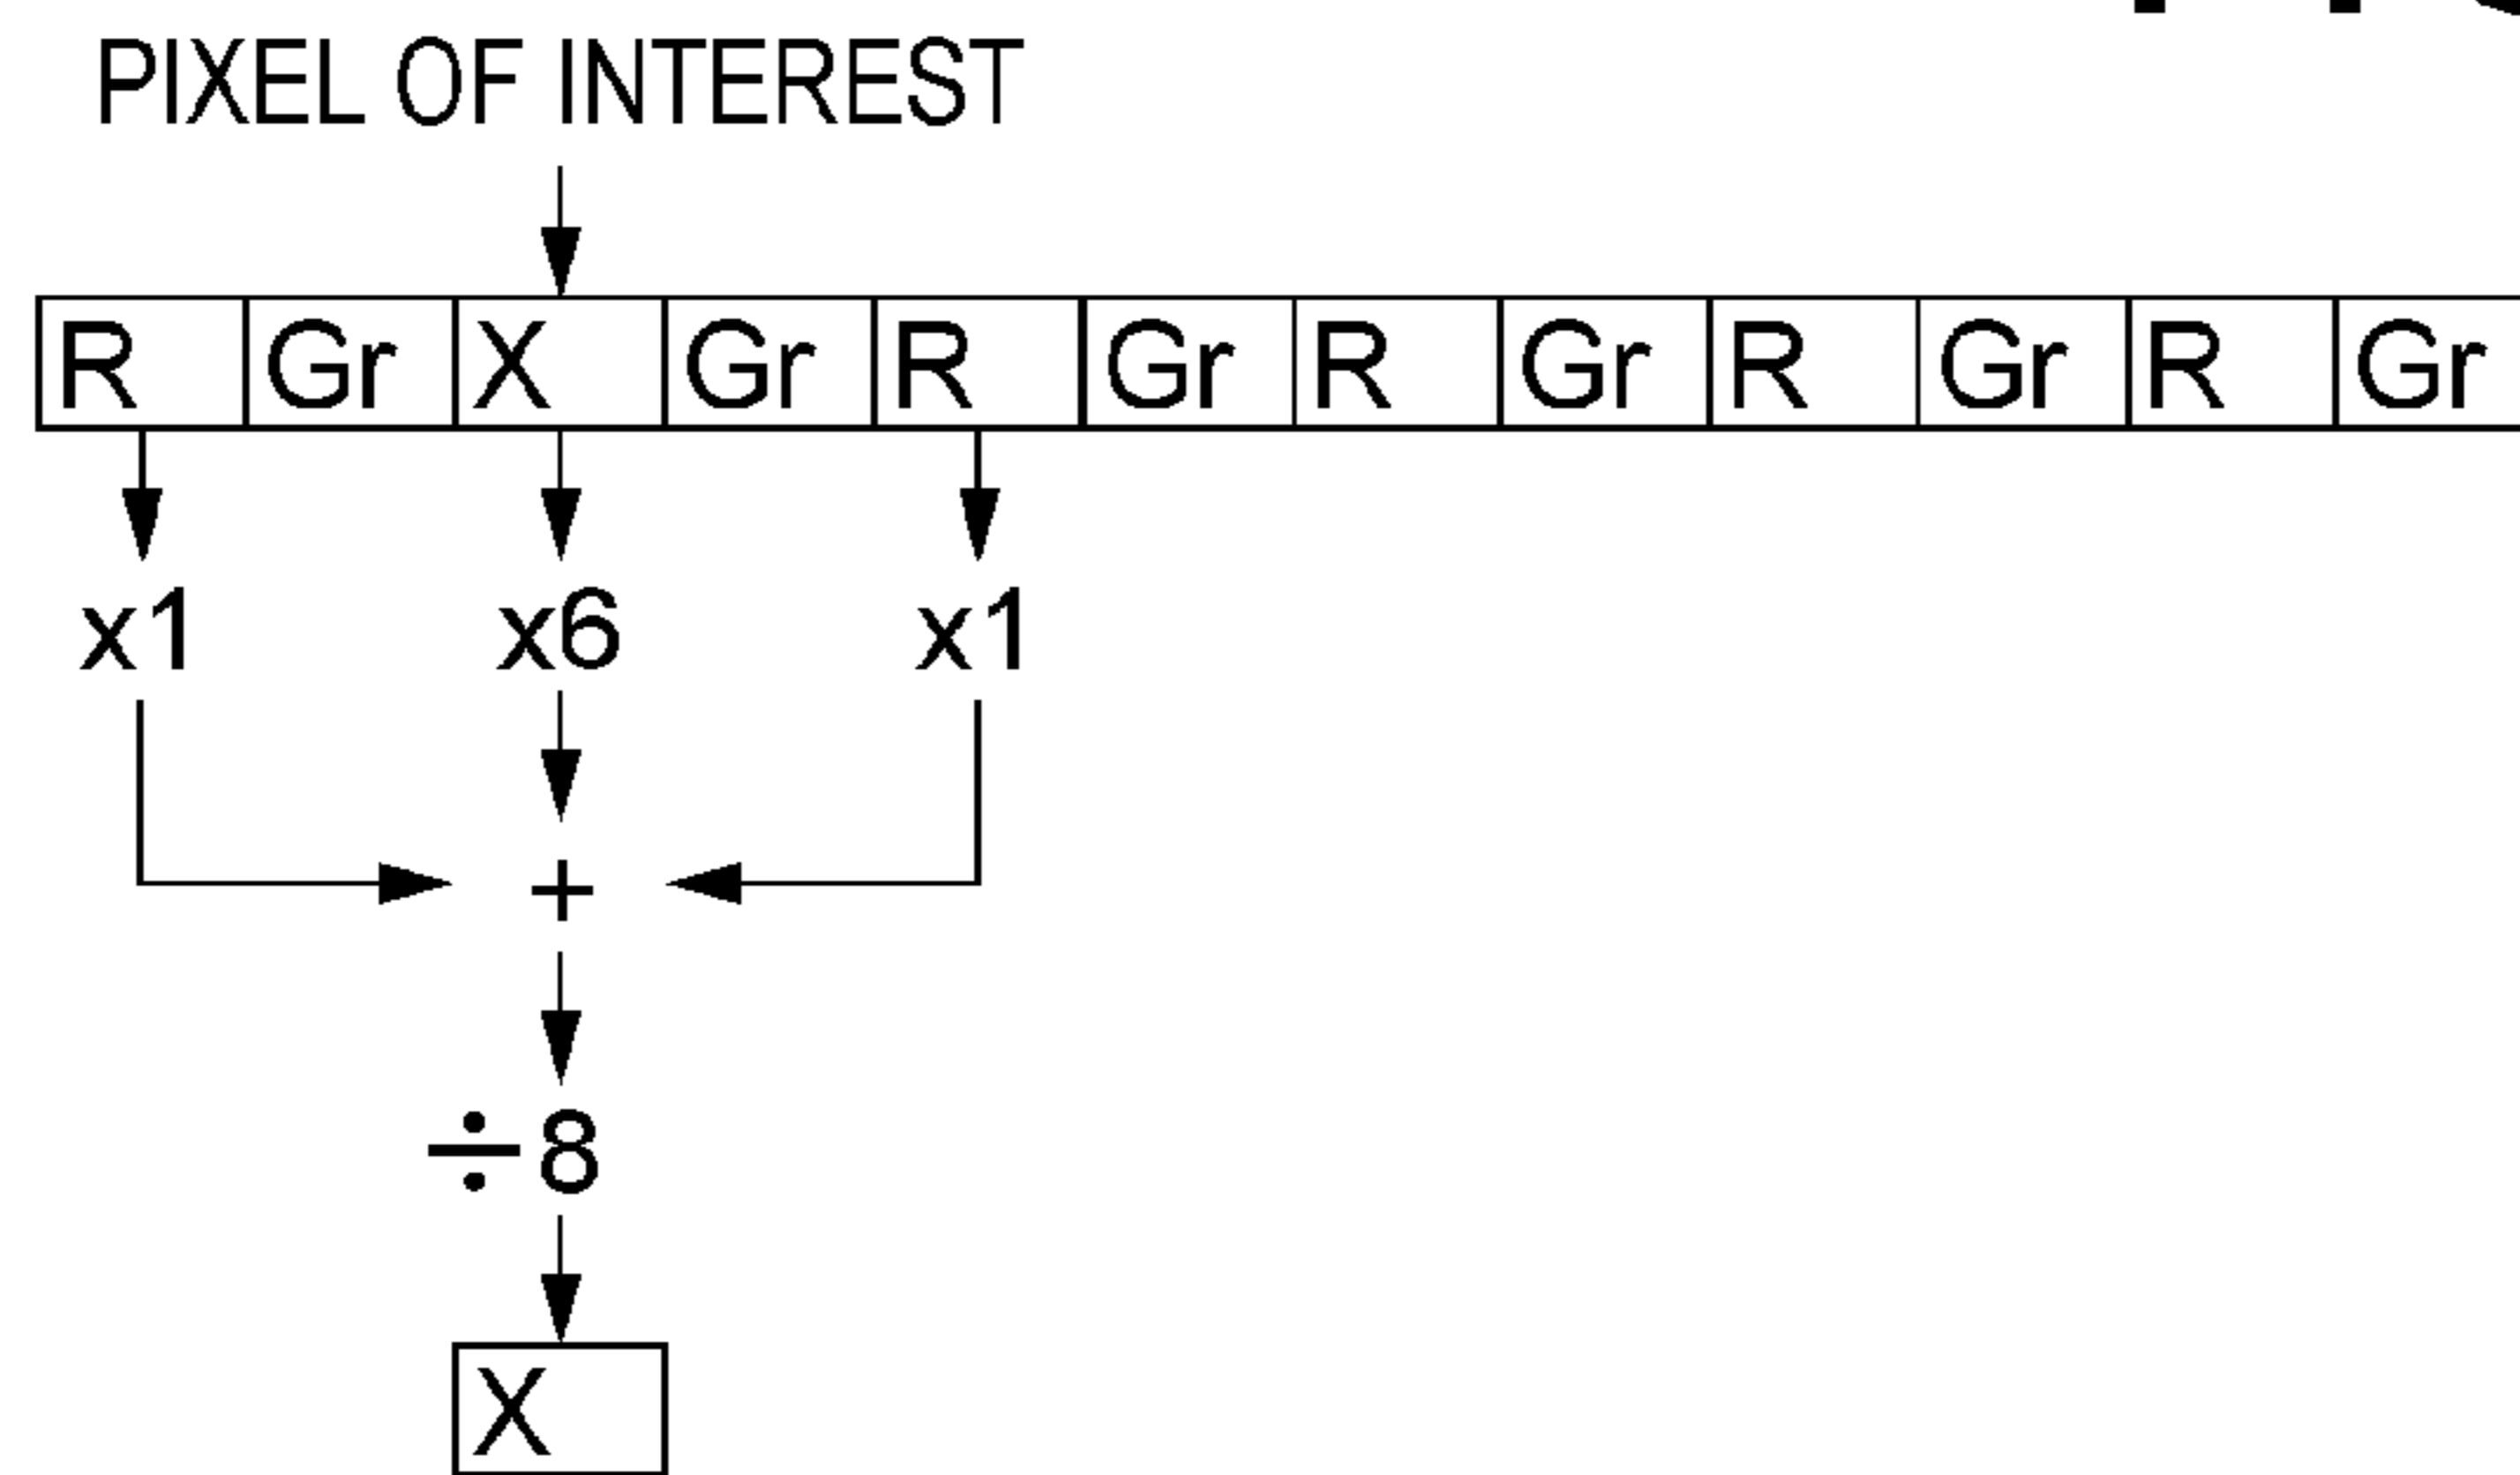 PIXEL OF INTEREST
R Gr X Gr R Gr R Gr R Gr R Gr
x1 x6 x1
+
÷8
X